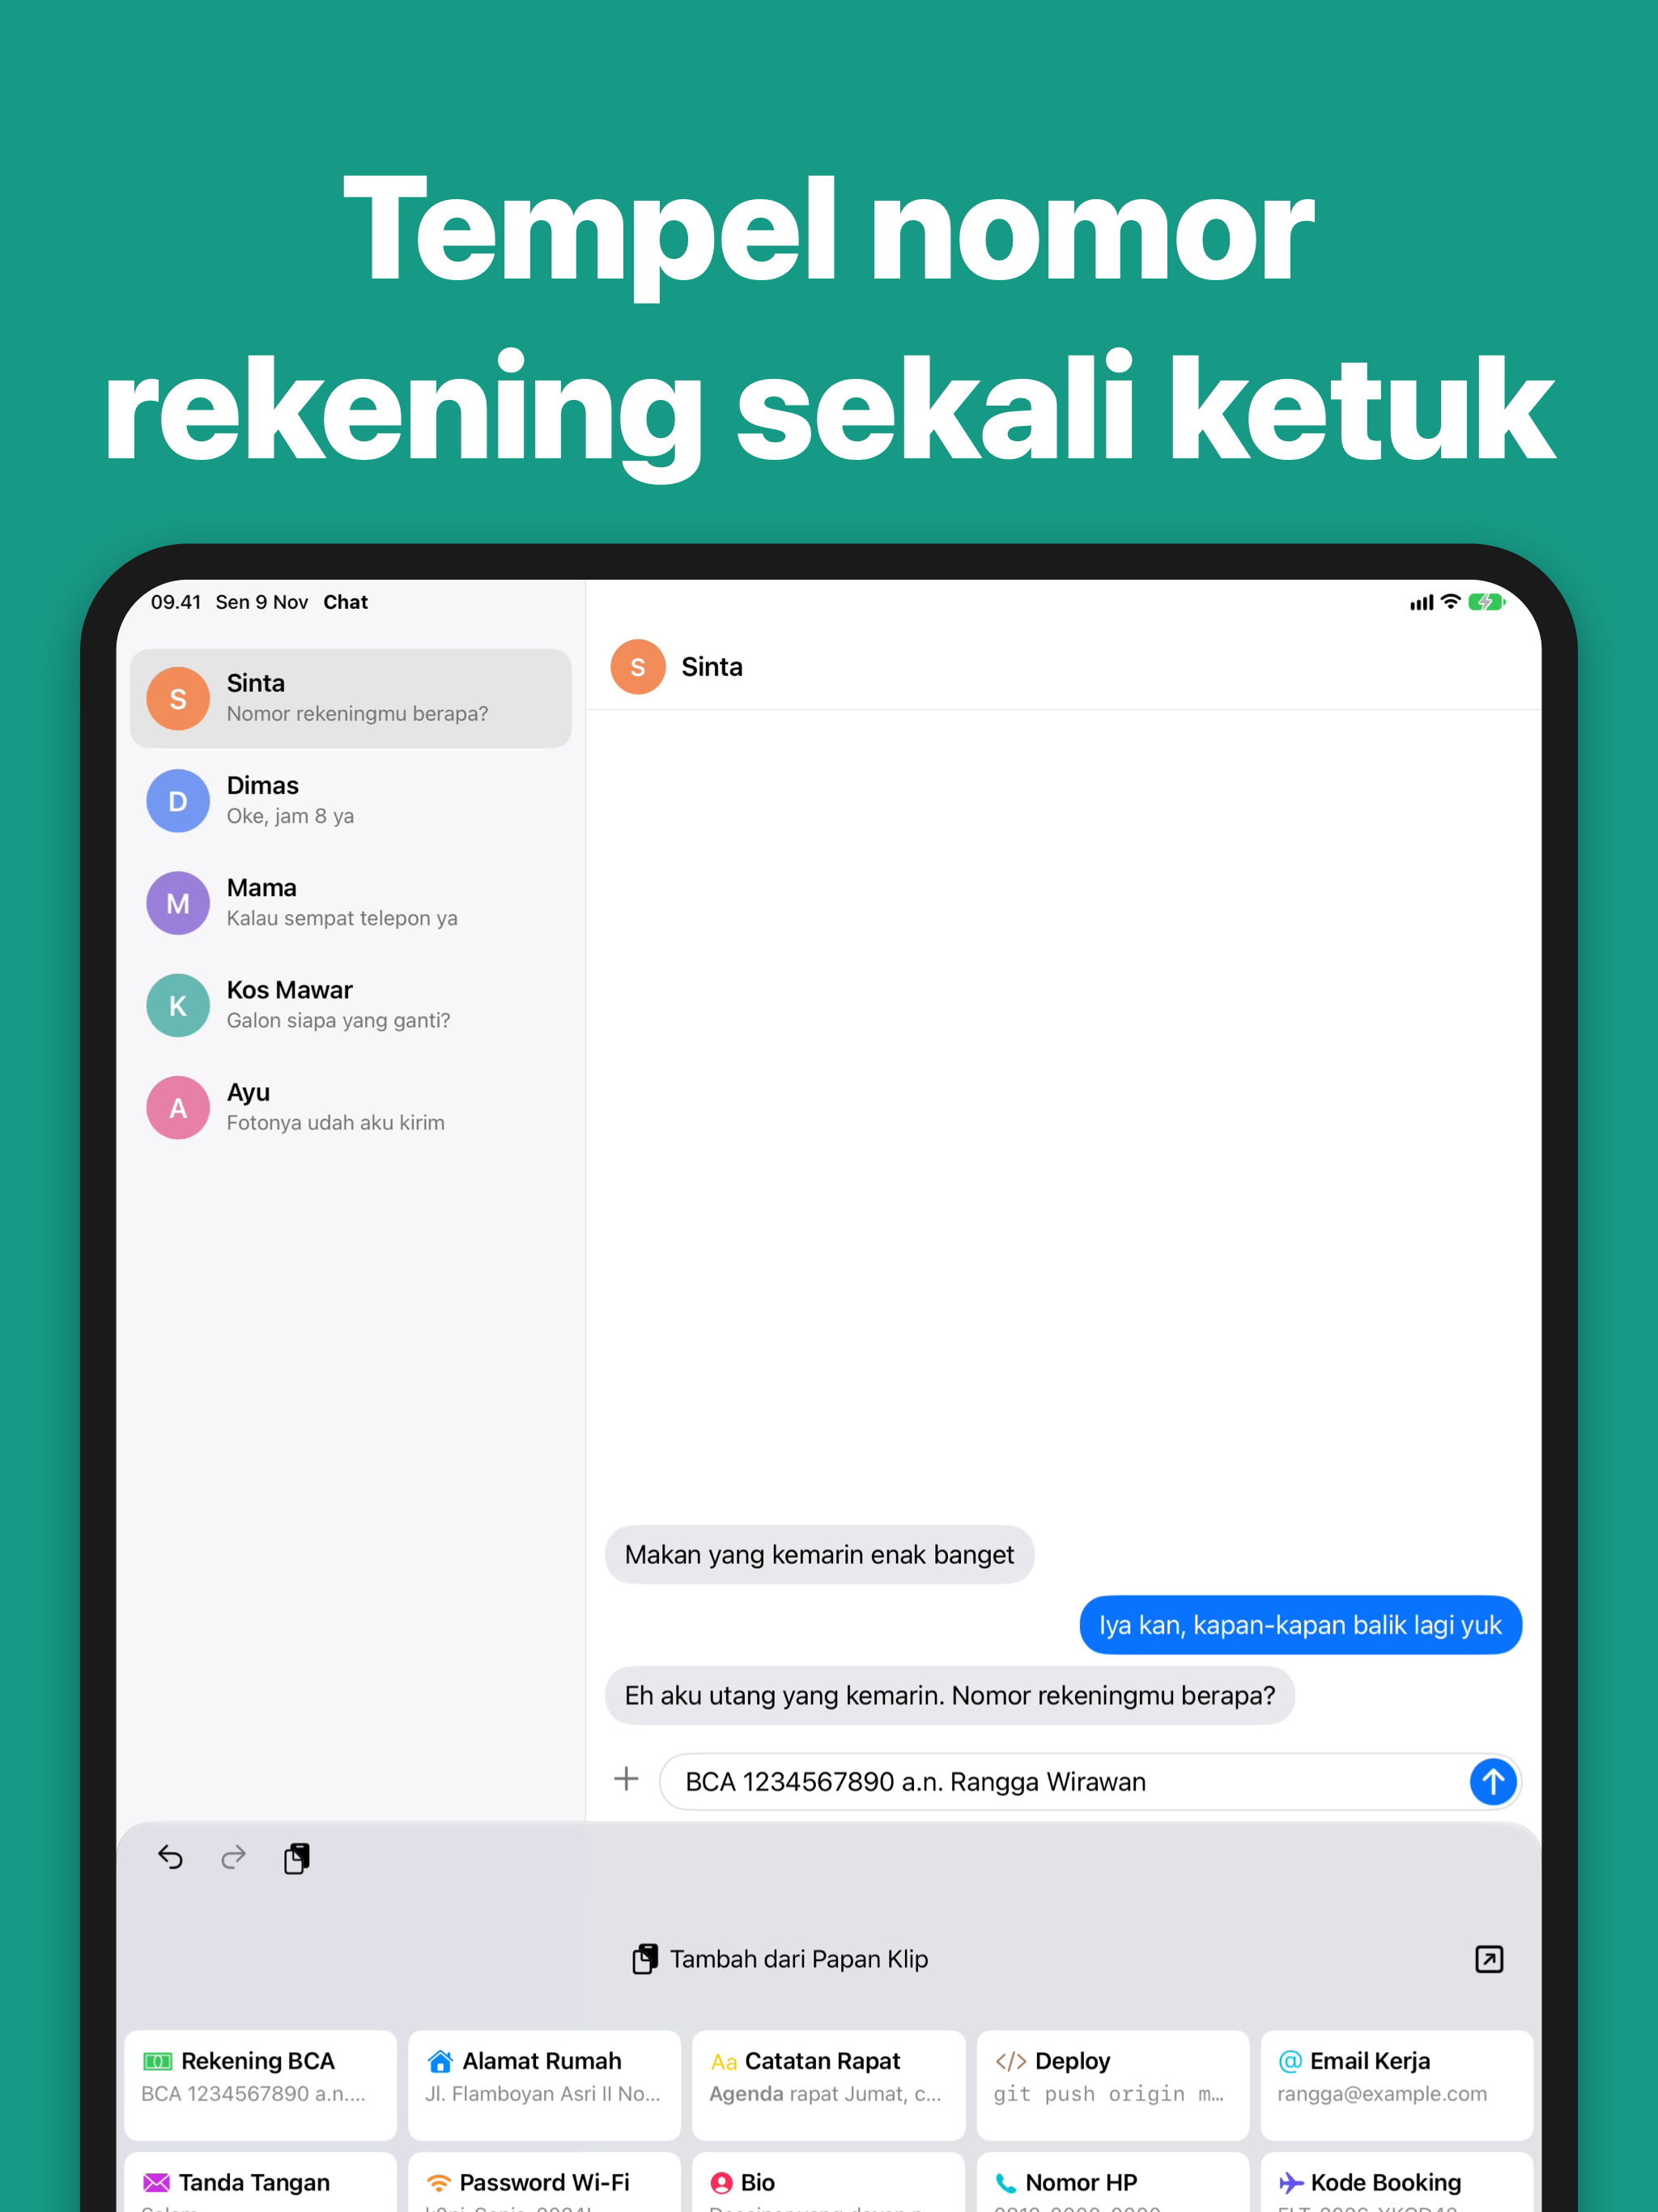 Tempel nomor
rekening sekali ketuk
09.41 Sen 9 Nov Chat
S Sinta
Nomor rekeningmu berapa?
D Dimas
Oke, jam 8 ya
M Mama
Kalau sempat telepon ya
K Kos Mawar
Galon siapa yang ganti?
A Ayu
Fotonya udah aku kirim
S Sinta
Makan yang kemarin enak banget
Iya kan, kapan-kapan balik lagi yuk
Eh aku utang yang kemarin. Nomor rekeningmu berapa?
BCA 1234567890 a.n. Rangga Wirawan
Tambah dari Papan Klip
Rekening BCA
BCA 1234567890 a.n....
Alamat Rumah
Jl. Flamboyan Asri II No...
Aa Catatan Rapat
Agenda rapat Jumat, c...
</> Deploy
git push origin m...
@ Email Kerja
rangga@example.com
Tanda Tangan
Password Wi-Fi
Bio
Nomor HP
Kode Booking